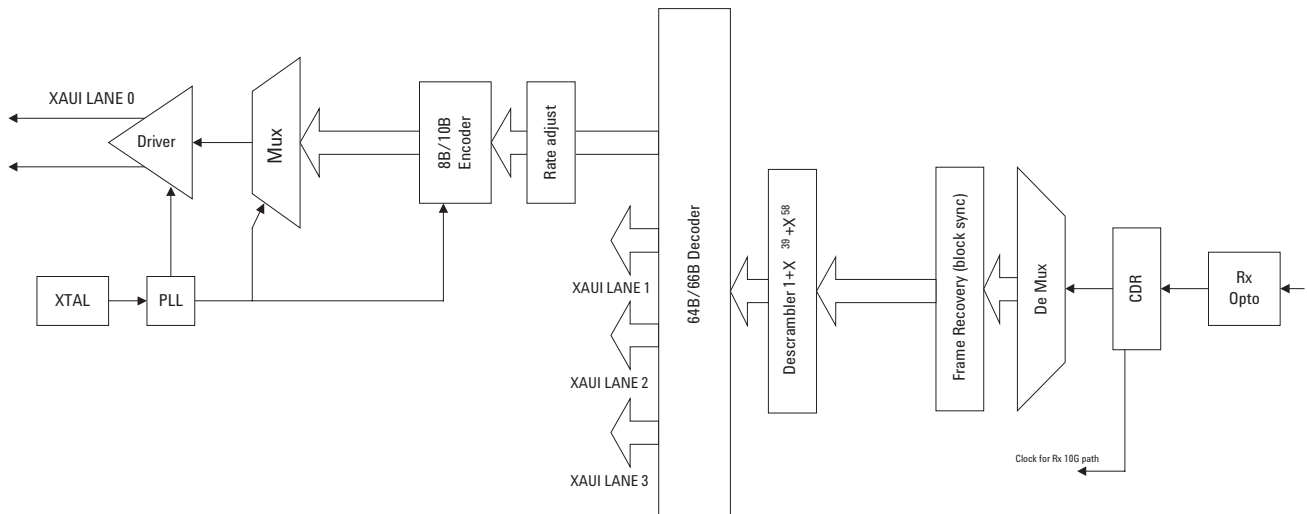 XAUI LANE 0
Driver
Mux
8B/10B
Encoder
Rate adjust
XTAL
PLL
XAUI LANE 1
XAUI LANE 2
XAUI LANE 3
64B/66B Decoder
Descrambler 1+X 39 +X 58
Frame Recovery (block sync)
De Mux
CDR
Rx
Opto
Clock for Rx 10G path